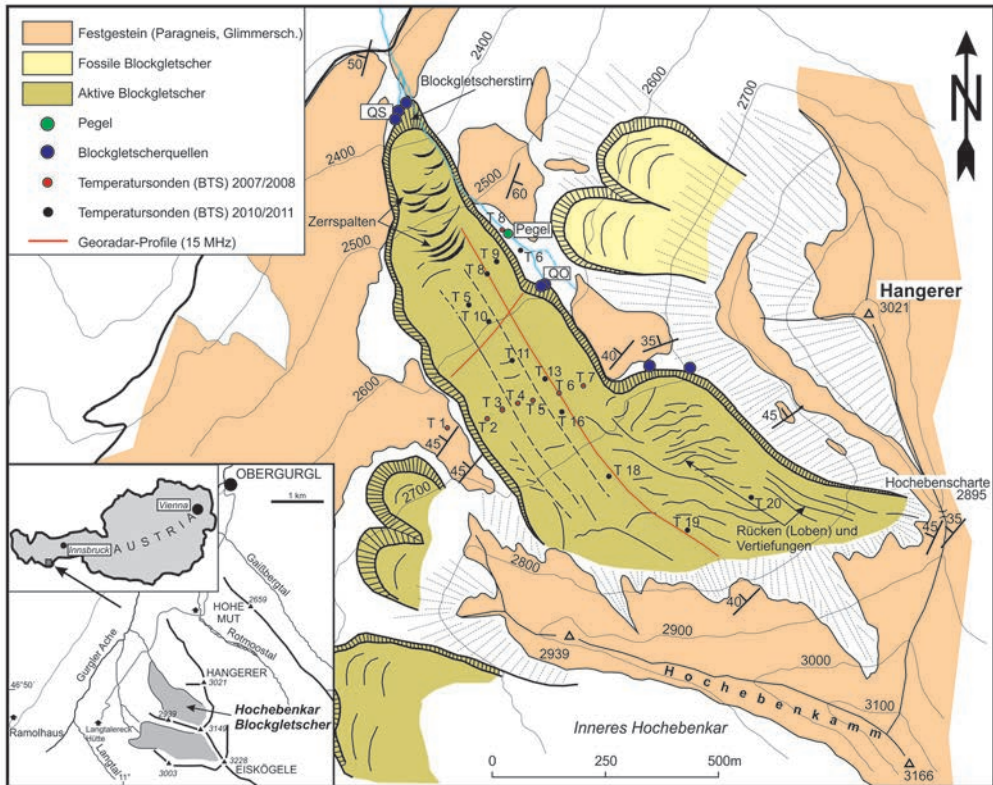 Festgestein (Paragneis, Glimmersch.)
Fossile Blockgletscher
Aktive Blockgletscher
Pegel
Blockgletscherquellen
Temperatursonden (BTS) 2007/2008
Temperatursonden (BTS) 2010/2011
Georadar-Profile (15 MHz)
50
2400
2600
2700
N
Blockgletscherstirn
QS
2400
2500
60
Zerrspalten
2500
T 8
Pegel
T 6
T 9
T 8
QO
Hangerer
3021
T 5
T 10
40
35
T 11
T 13
T 6
T 7
2600
T 3
T 4
T 5
T 16
T 2
T 1
45
45
45
2700
T 18
T 20
Hochebenscharte
2895
Rücken (Loben) und
Vertiefungen
T 19
45
35
2800
40
2900
2939
3000
Hochebenkamm
3100
3166
Inneres Hochebenkar
0
250
500m
OBERGURGL
1 km
Vienna
AUSTRIA
Innsbruck
Gaißbergtal
HOHE
MUT
2659
Rotmoostal
Gurgler Ache
HANGERER
3021
46°50'
Hochebenkar
Blockgletscher
2939
3149
Ramolhaus
Langtalereck
Hütte
Langtal
11°
3003
3228
EISKÖGELE